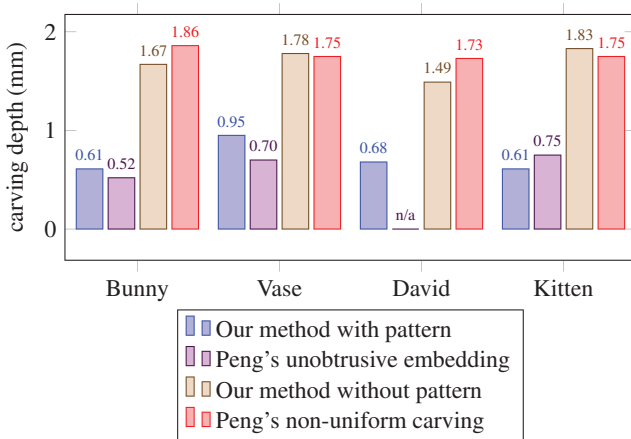 carving depth (mm)
2
1
0
0.61
0.52
1.67
1.86
0.95
0.70
1.78
1.75
0.68
n/a
1.49
1.73
0.61
0.75
1.83
1.75
Bunny
Vase
David
Kitten
Our method with pattern
Peng's unobtrusive embedding
Our method without pattern
Peng's non-uniform carving